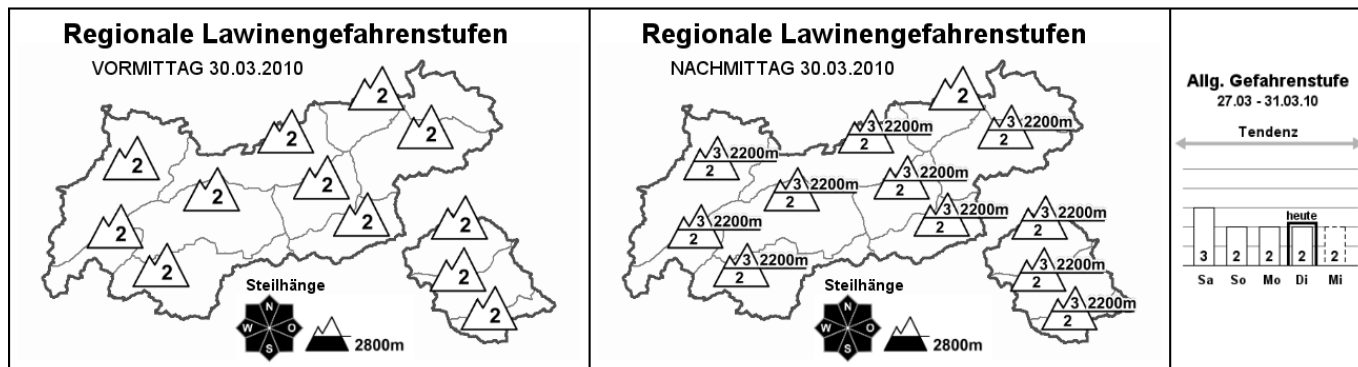 Regionale Lawinengefahrenstufen
VORMITTAG 30.03.2010
2
2
2
2
2
2
2
2
2
2
2
2
Steilhänge
N
W O
S
2800m
Regionale Lawinengefahrenstufen
NACHMITTAG 30.03.2010
2
3 2200m
2
3 2200m
2
3 2200m
2
3 2200m
2
3 2200m
2
3 2200m
2
3 2200m
2
3 2200m
2
3 2200m
2
3 2200m
2
3 2200m
2
Steilhänge
N
W O
S
2800m
Allg. Gefahrenstufe
27.03 - 31.03.10
Tendenz
heute
3 2 2 2 2
Sa So Mo Di Mi